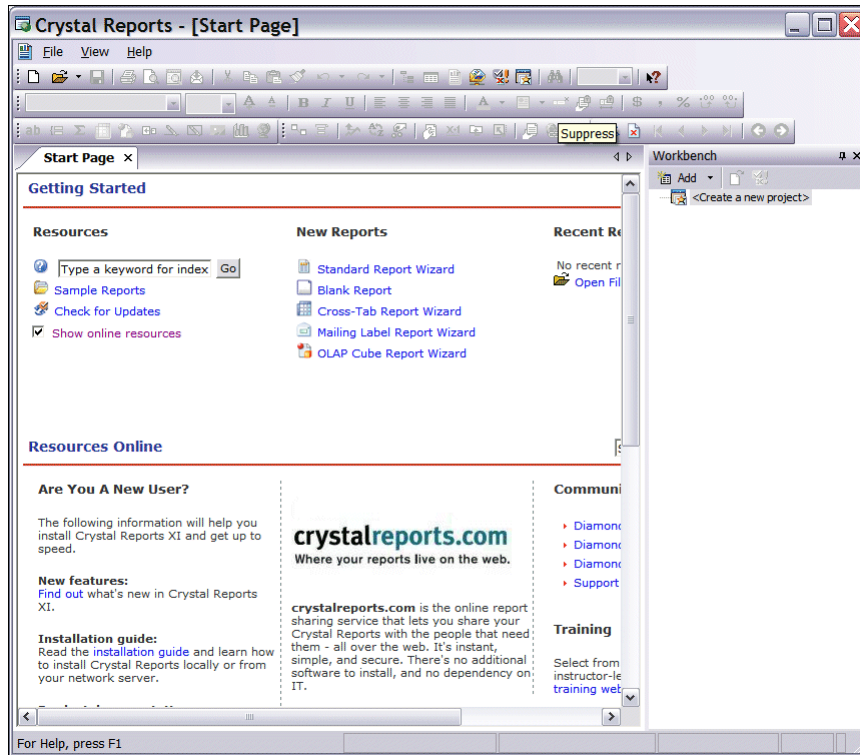 Crystal Reports - [Start Page]
File View Help
A A B I U A $ , %
ab Σ
Suppress
Start Page ×
Workbench
Add
<Create a new project>
Getting Started
Resources
Type a keyword for index Go
Sample Reports
Check for Updates
Show online resources
New Reports
Standard Report Wizard
Blank Report
Cross-Tab Report Wizard
Mailing Label Report Wizard
OLAP Cube Report Wizard
Recent Re
No recent r
Open Fil
Resources Online
Are You A New User?
The following information will help you
install Crystal Reports XI and get up to
speed.
New features:
Find out what's new in Crystal Reports
XI.
Installation guide:
Read the installation guide and learn how
to install Crystal Reports locally or from
your network server.
crystalreports.com
Where your reports live on the web.
crystalreports.com is the online report
sharing service that lets you share your
Crystal Reports with the people that need
them - all over the web. It's instant,
simple, and secure. There's no additional
software to install, and no dependency on
IT.
Communi
Diamond
Diamond
Diamond
Support
Training
Select from
instructor-le
training web
For Help, press F1